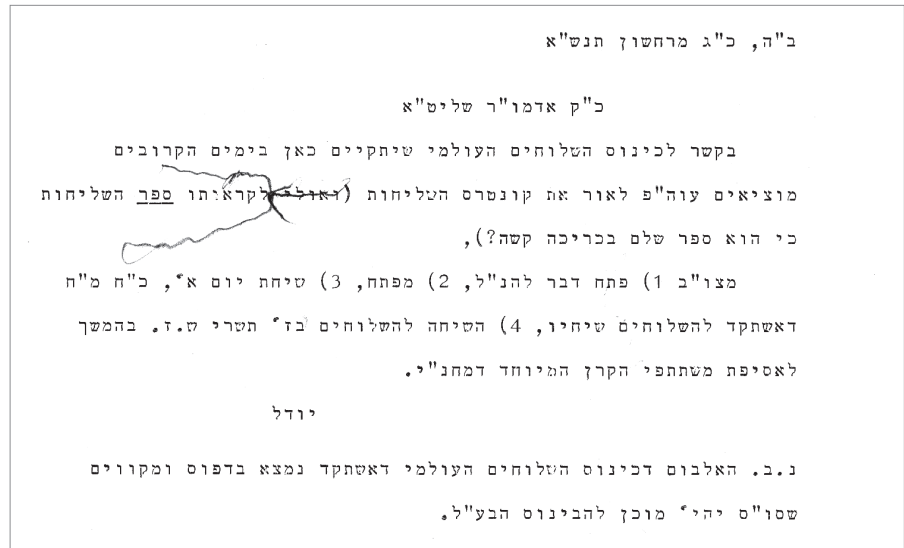 ב"ה, כ"ג מרחשון תנש"א
כ"ק אדמו"ר שליט"א
בקשר לכינוס השלוחים העולמי שיתקיים כאן בימים הקרובים
מוציאים עוה"פ לאור את קונטרס השליחות (ואולי לקראיתו ספר השליחות
כי הוא ספר שלם בכריכה קשה?),
מצו"ב 1) פתח דבר להנ"ל, 2) מפתח, 3) שיחת יום א', כ"ח מ"ח
דאשתקד להשלוחים שיחיו, 4) השיחה להשלוחים בז' תשרי ש.ז. בהמשך
לאסיפת משתתפי הקרן המיוחד דמחנ"י.
יודל
נ.ב. האלבום דכינוס השלוחים העולמי דאשתקד נמצא בדפוס ומקווים
שסו"ס יהי' מוכן להכינוס הבע"ל.